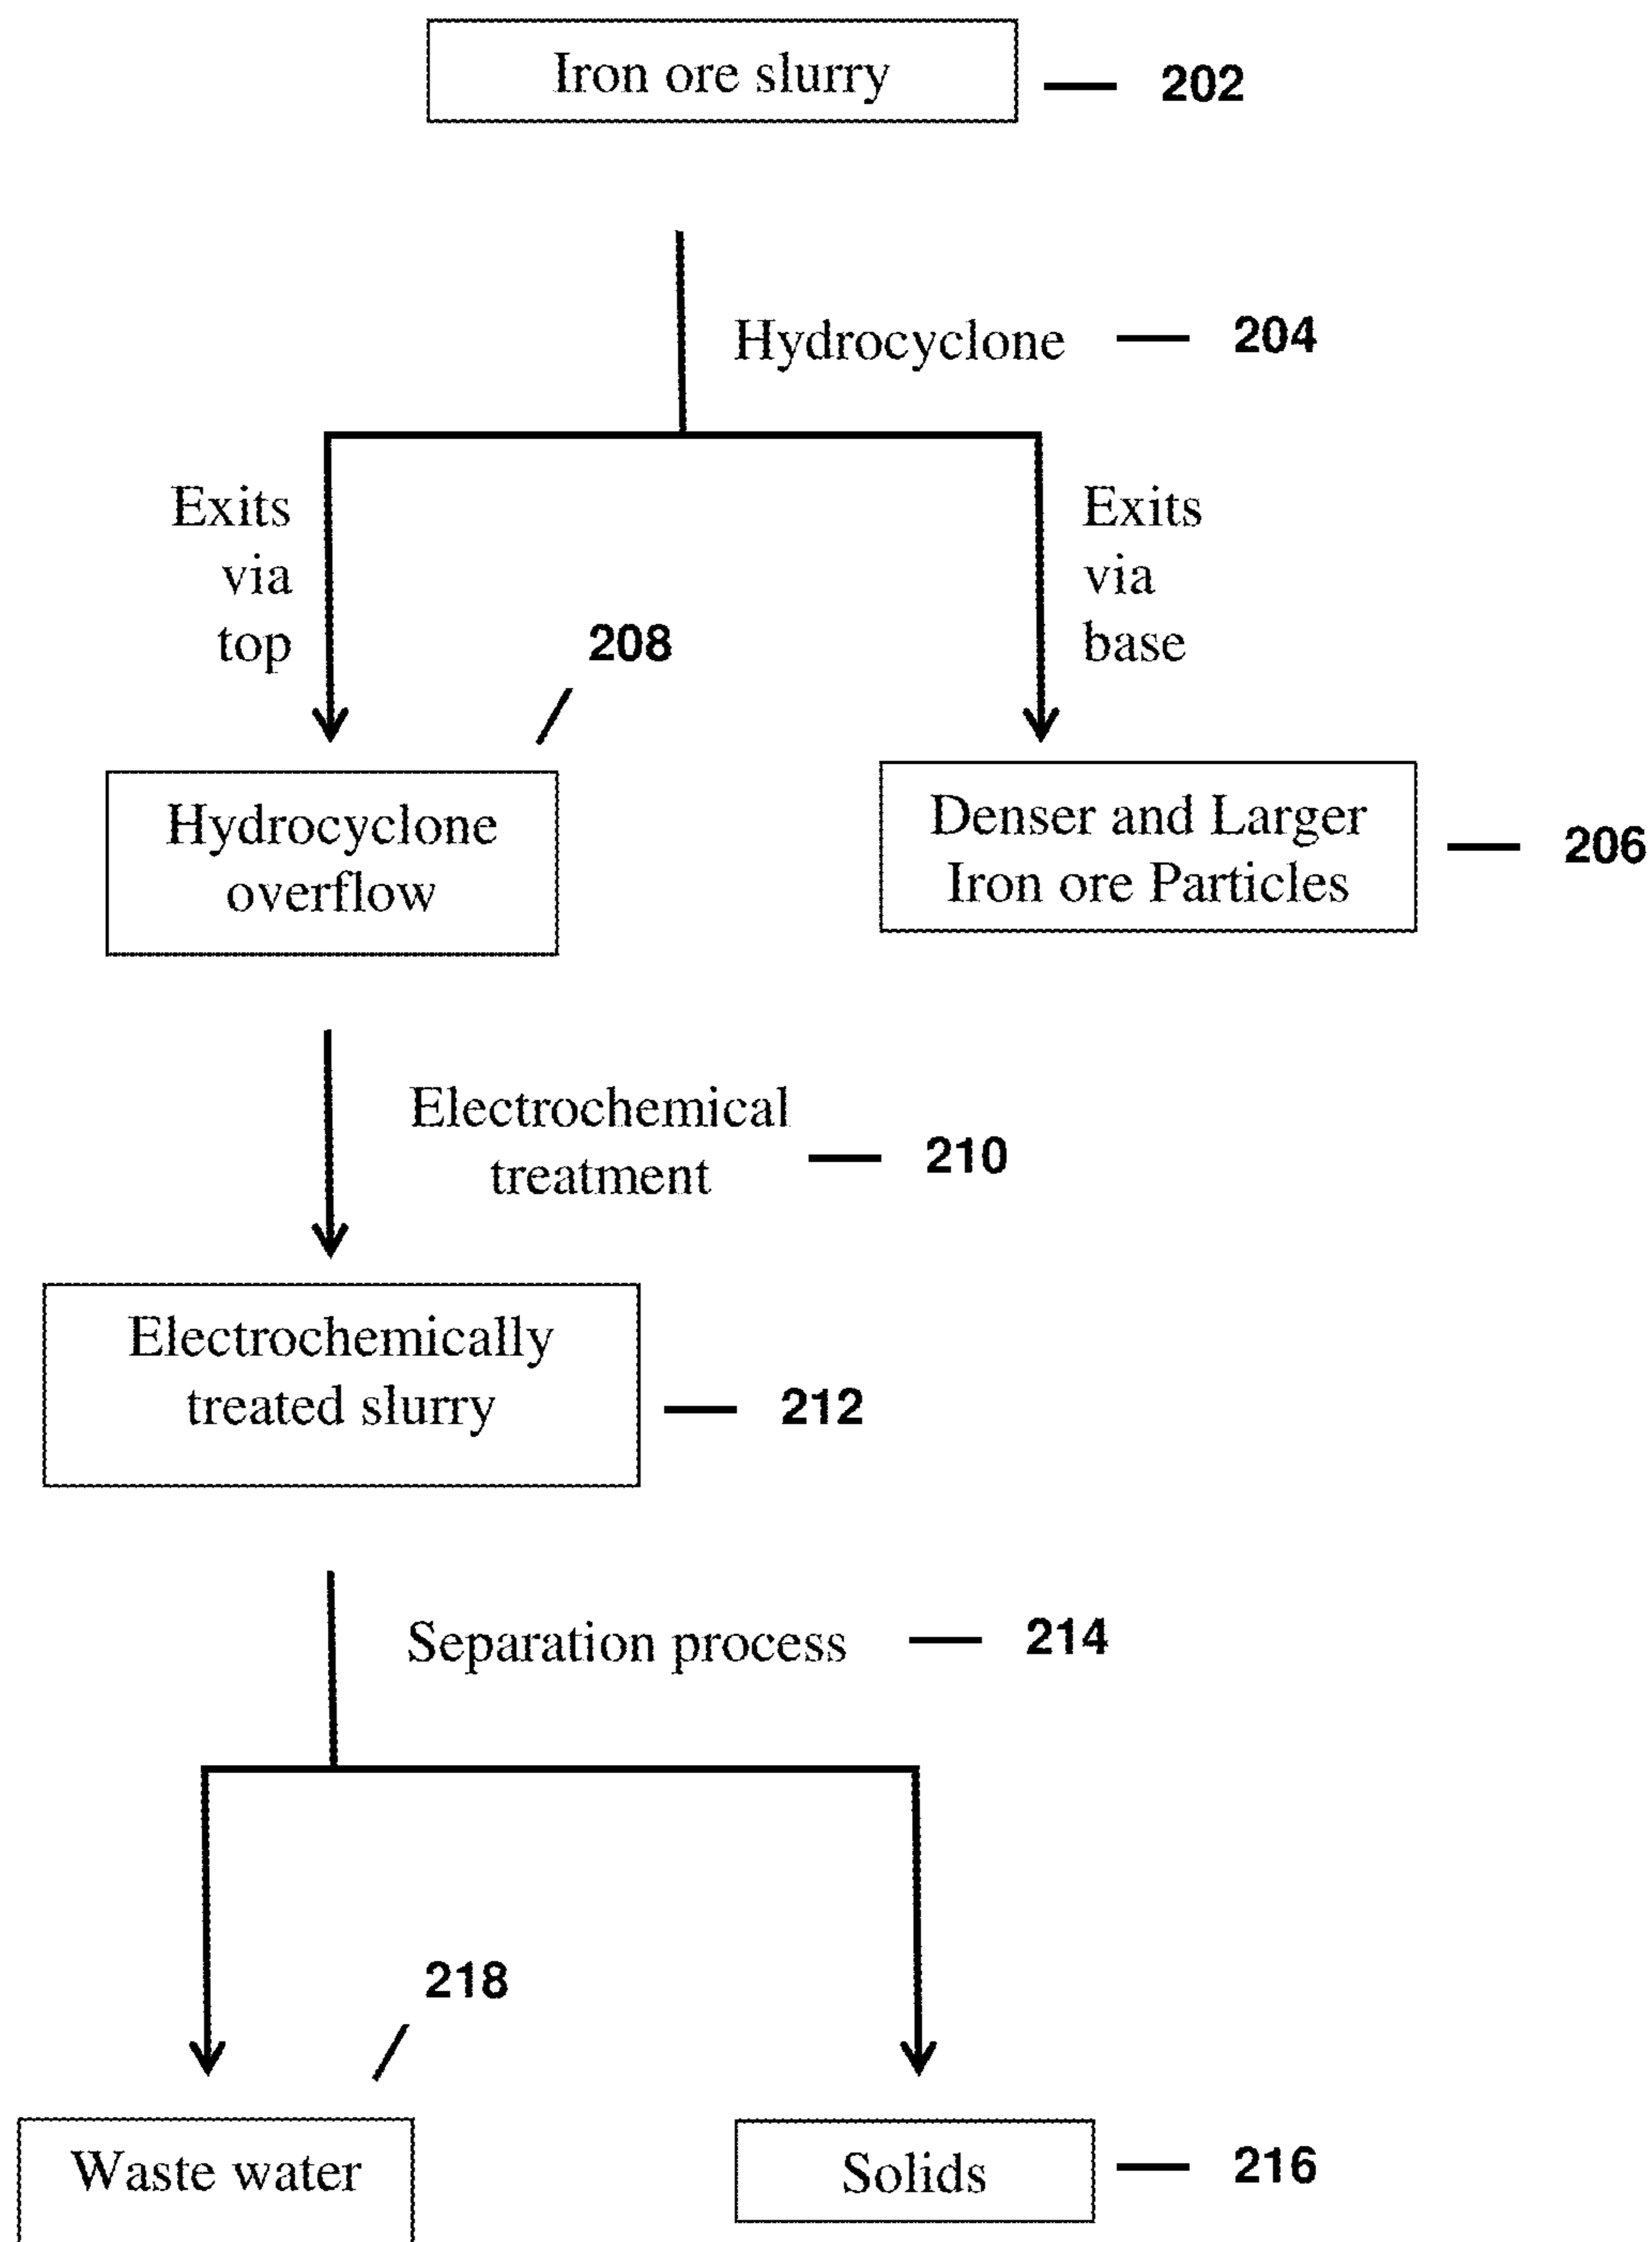 Iron ore slurry
202
Hydrocyclone
204
Exits
via
top
Exits
via
base
208
Hydrocyclone
overflow
Denser and Larger
Iron ore Particles
206
Electrochemical
treatment
210
Electrochemically
treated slurry
212
Separation process
214
218
Waste water
Solids
216